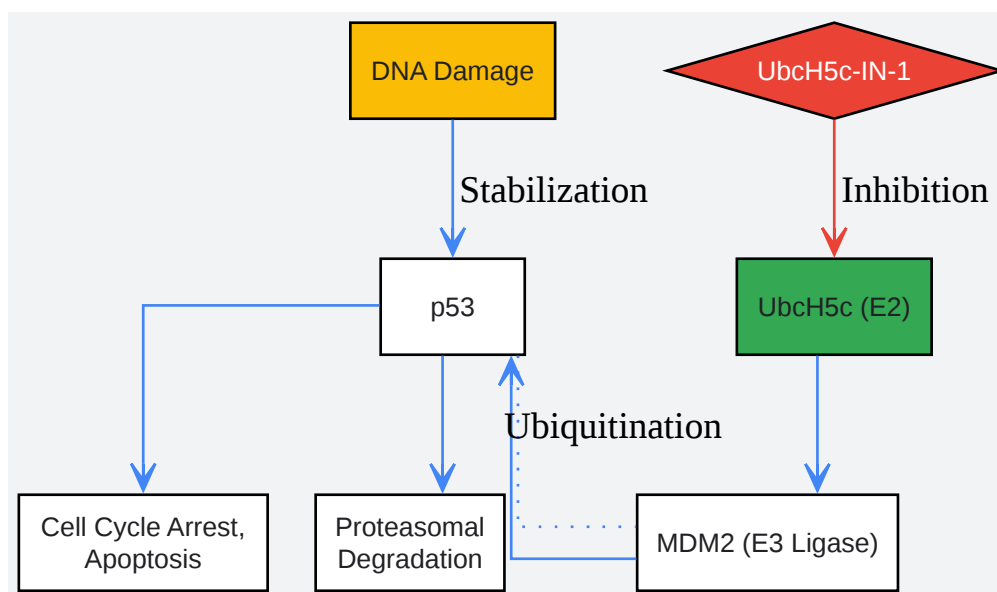 DNA Damage
UbcH5c-IN-1
Stabilization
Inhibition
p53
UbcH5c (E2)
Ubiquitination
Cell Cycle Arrest,
Apoptosis
Proteasomal
Degradation
MDM2 (E3 Ligase)